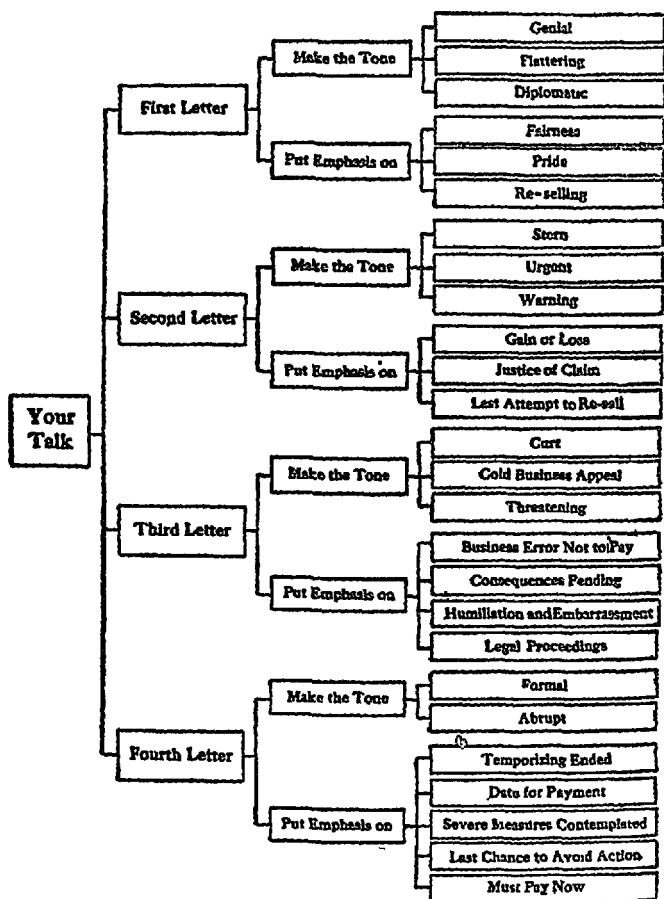 Your
Talk
First Letter
Make the Tone
Genial
Flattering
Diplomatic
Put Emphasis on
Fairness
Pride
Re-selling
Second Letter
Make the Tone
Stern
Urgent
Warning
Put Emphasis on
Gain or Loss
Justice of Claim
Last Attempt to Re-sell
Third Letter
Make the Tone
Curt
Cold Business Appeal
Threatening
Put Emphasis on
Business Error Not to Pay
Consequences Pending
Humiliation and Embarrassment
Legal Proceedings
Fourth Letter
Make the Tone
Formal
Abrupt
Put Emphasis on
Temporizing Ended
Date for Payment
Severe Measures Contemplated
Last Chance to Avoid Action
Must Pay Now